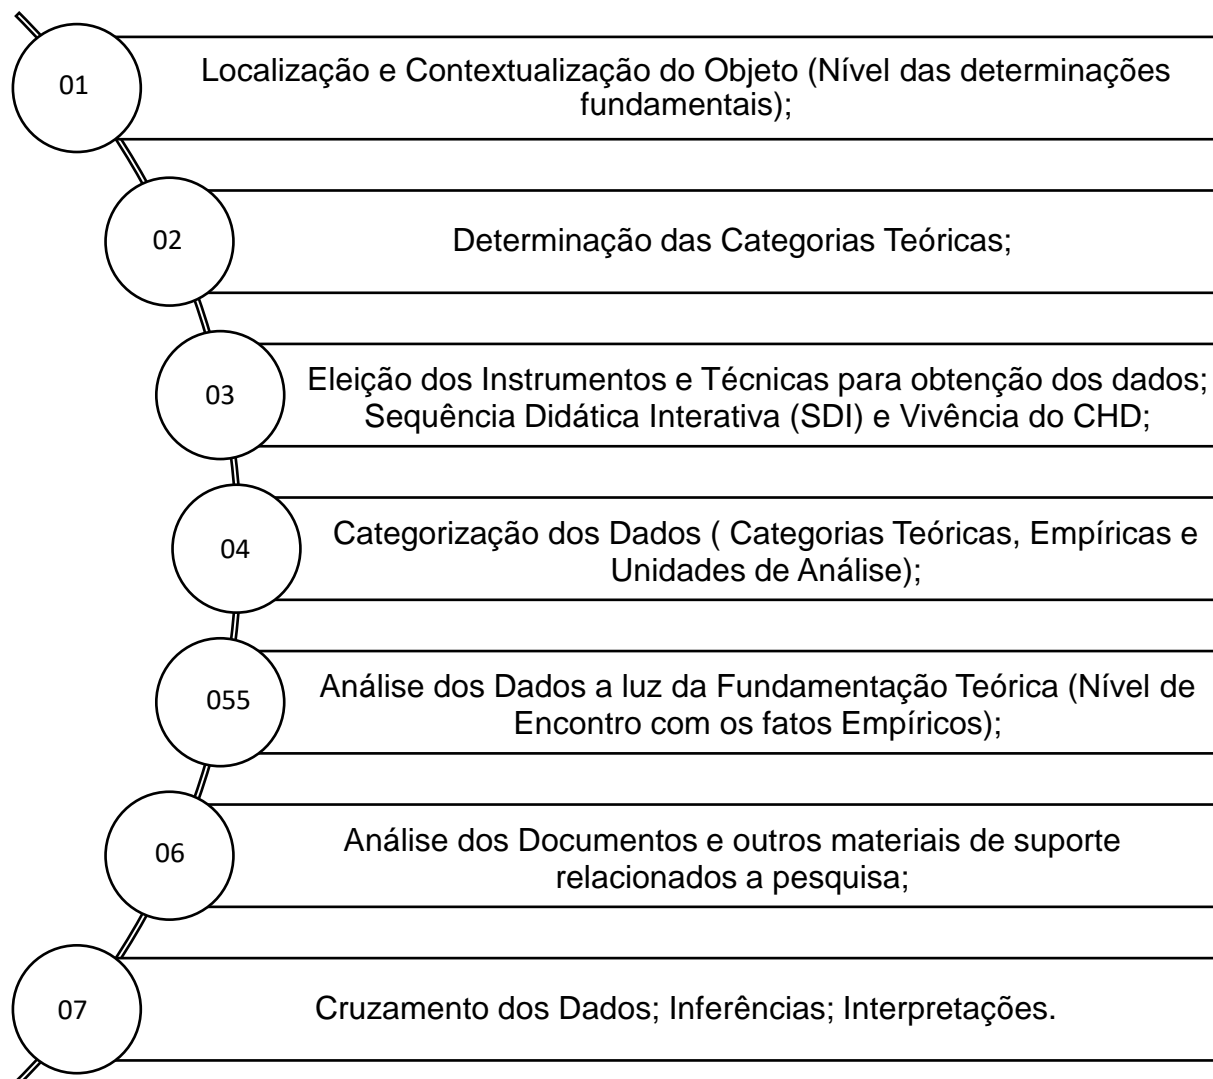 01
Localização e Contextualização do Objeto (Nível das determinações
fundamentais);
02
Determinação das Categorias Teóricas;
03
Eleição dos Instrumentos e Técnicas para obtenção dos dados;
Sequência Didática Interativa (SDI) e Vivência do CHD;
04
Categorização dos Dados ( Categorias Teóricas, Empíricas e
Unidades de Análise);
055
Análise dos Dados a luz da Fundamentação Teórica (Nível de
Encontro com os fatos Empíricos);
06
Análise dos Documentos e outros materiais de suporte
relacionados a pesquisa;
07
Cruzamento dos Dados; Inferências; Interpretações.